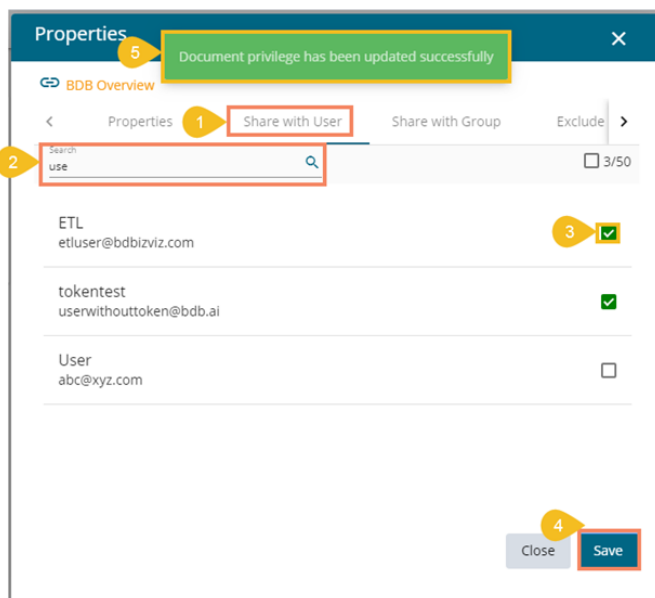 Properties
5
Document privilege has been updated successfully
BDB Overview
Properties
1
Share with User
Share with Group
Exclude
2
Search
use
3/50
ETL
etluser@bdbizviz.com
3
tokentest
userwithouttoken@bdb.ai
User
abc@xyz.com
4
Close
Save